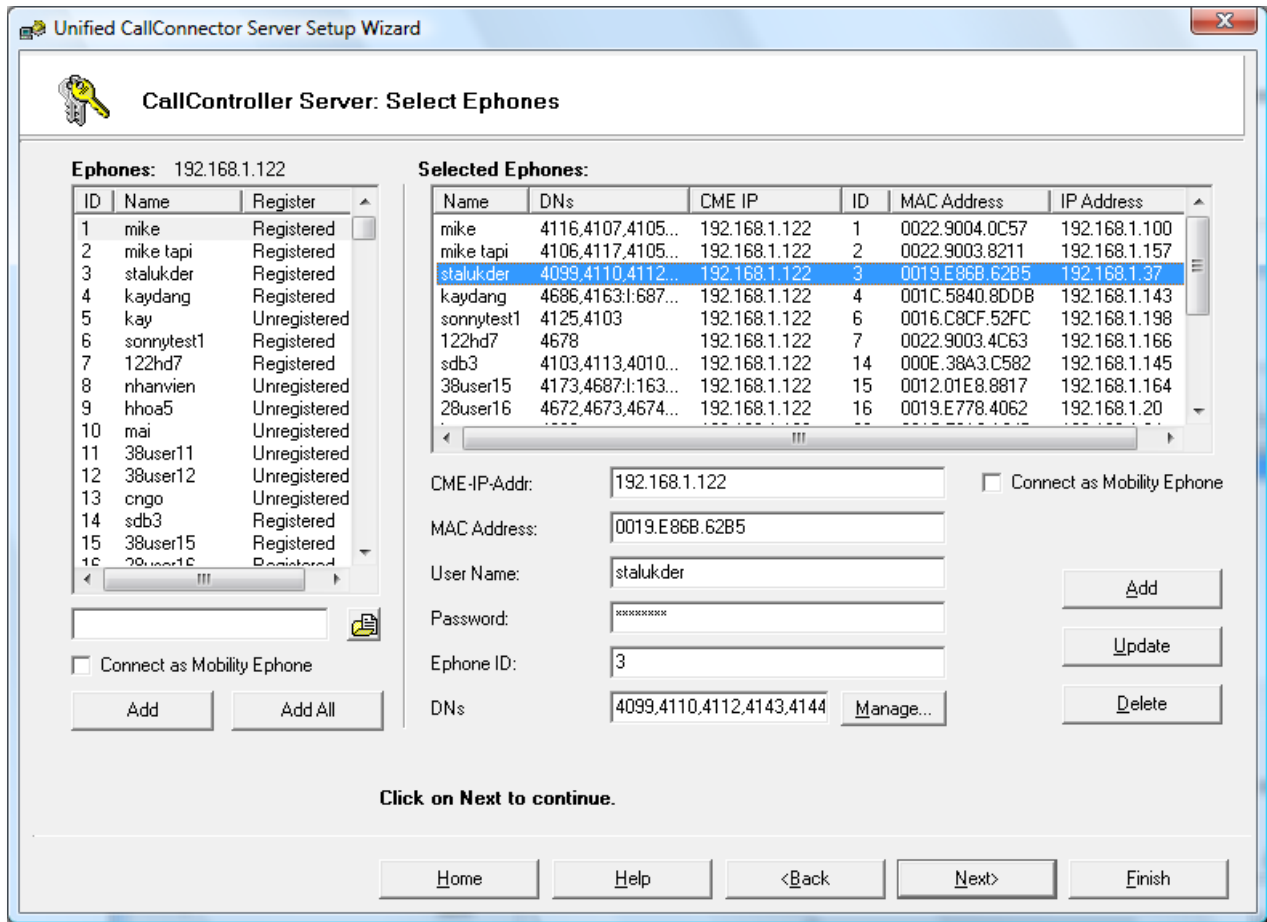 Unified CallConnector Server Setup Wizard
CallController Server: Select Ephones
Ephones: 192.168.1.122
ID Name Register
1 mike Registered
2 mike tapi Registered
3 stalukder Registered
4 kaydang Registered
5 kay Unregistered
6 sonnytest1 Registered
7 122hd7 Registered
8 nhanvien Unregistered
9 hhoa5 Unregistered
10 mai Unregistered
11 38user11 Unregistered
12 38user12 Unregistered
13 cngo Unregistered
14 sdb3 Registered
15 38user15 Registered
16 28user16 Registered
Connect as Mobility Ephone
Add Add All
Selected Ephones:
Name DNs CME IP ID MAC Address IP Address
mike 4116,4107,4105... 192.168.1.122 1 0022.9004.0C57 192.168.1.100
mike tapi 4106,4117,4105... 192.168.1.122 2 0022.9003.8211 192.168.1.157
stalukder 4099,4110,4112... 192.168.1.122 3 0019.E86B.62B5 192.168.1.37
kaydang 4686,4163:I:687... 192.168.1.122 4 001C.5840.8DDB 192.168.1.143
sonnytest1 4125,4103 192.168.1.122 6 0016.C8CF.52FC 192.168.1.198
122hd7 4678 192.168.1.122 7 0022.9003.4C63 192.168.1.166
sdb3 4103,4113,4010... 192.168.1.122 14 000E.38A3.C582 192.168.1.145
38user15 4173,4687:I:163... 192.168.1.122 15 0012.01E8.8817 192.168.1.164
28user16 4672,4673,4674... 192.168.1.122 16 0019.E778.4062 192.168.1.20
CME-IP-Addr: 192.168.1.122
Connect as Mobility Ephone
MAC Address: 0019.E86B.62B5
User Name: stalukder
Password: ********
Ephone ID: 3
DNs 4099,4110,4112,4143,4144 Manage...
Add
Update
Delete
Click on Next to continue.
Home Help <Back Next> Finish